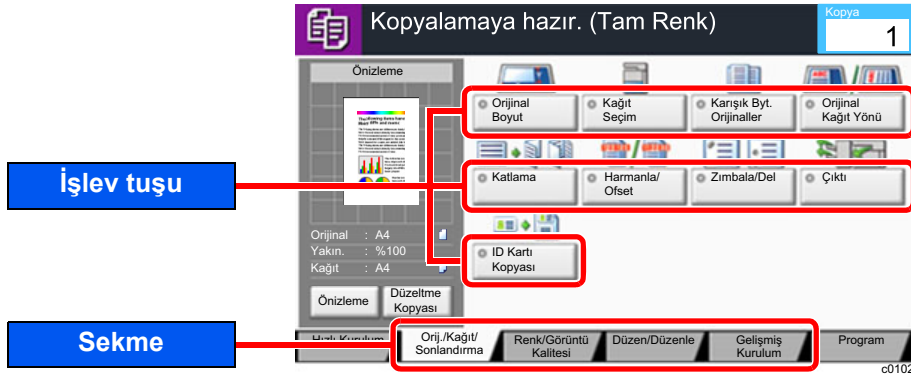 Kopyalamaya hazır. (Tam Renk)
Kopya
1
Önizleme
Orijinal
Boyut
Kağıt
Seçim
Karışık Byt.
Orijinaller
Orijinal
Kağıt Yönü
İşlev tuşu
Katlama
Harmanla/
Ofset
Zımbala/Del
Çıktı
ID Kartı
Kopyası
Orijinal : A4
Yakın. : %100
Kağıt : A4
Önizleme
Düzeltme
Kopyası
Sekme
Hızlı Kurulum
Orij./Kağıt/
Sonlandırma
Renk/Görüntü
Kalitesi
Düzen/Düzenle
Gelişmiş
Kurulum
Program
c0102